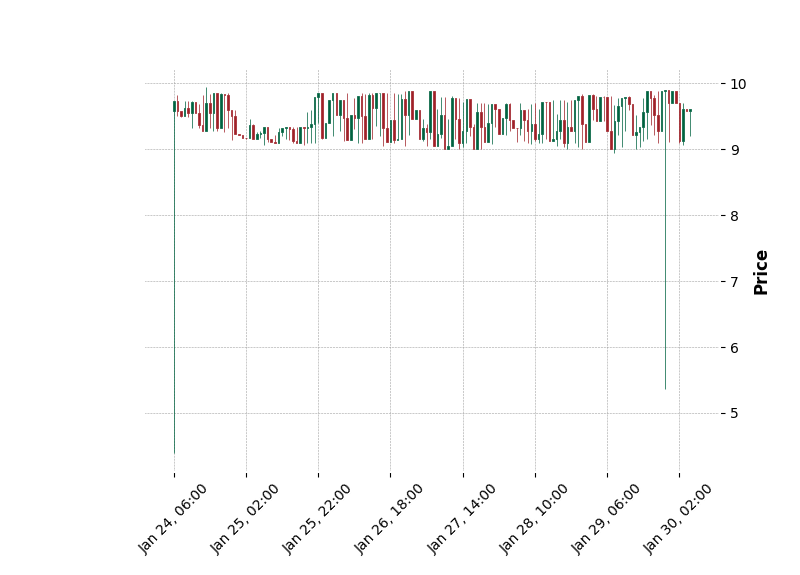 10
9
8
7
6
5
Price
Jan 24, 06:00
Jan 25, 02:00
Jan 25, 22:00
Jan 26, 18:00
Jan 27, 14:00
Jan 28, 10:00
Jan 29, 06:00
Jan 30, 02:00